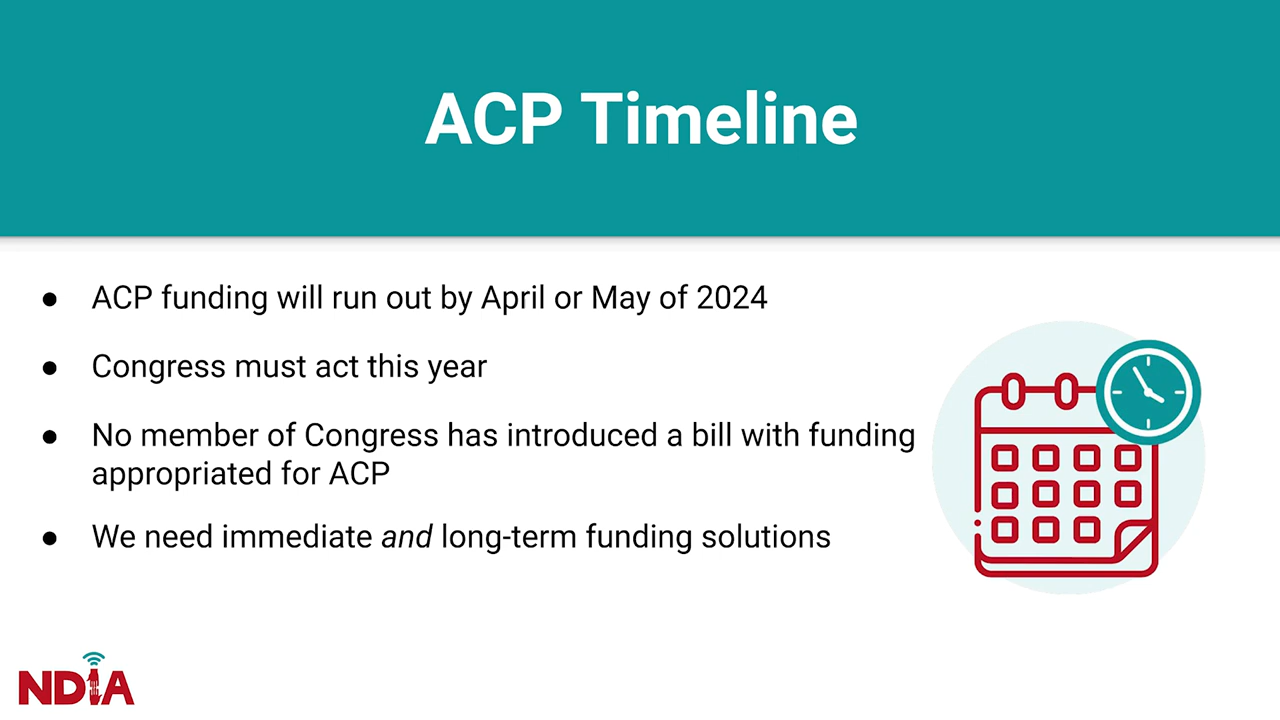 ACP Timeline
● ACP funding will run out by April or May of 2024
● Congress must act this year
● No member of Congress has introduced a bill with funding
appropriated for ACP
● We need immediate and long-term funding solutions
NDIA